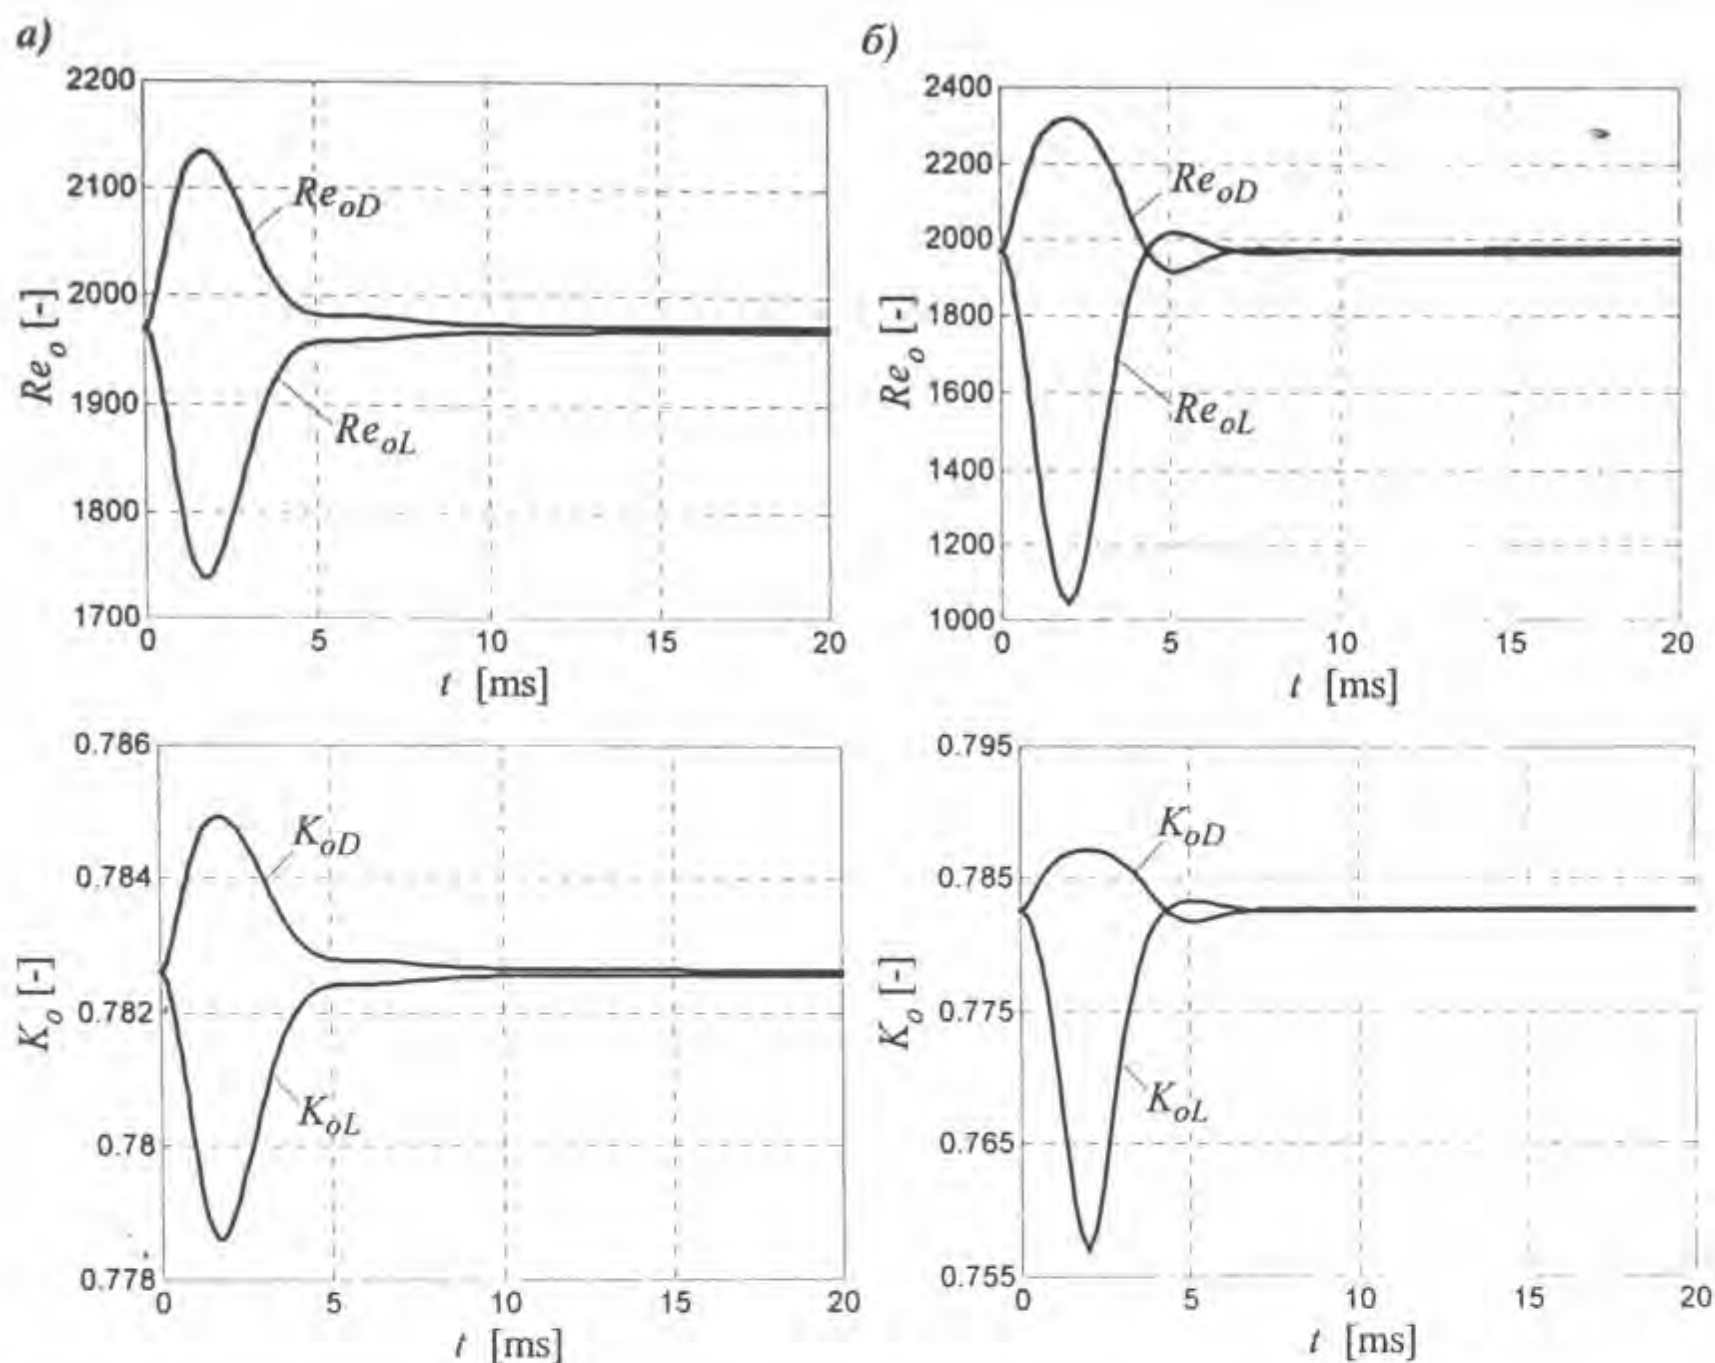 а)
2200
2100
2000
1900
1800
1700
Re_o [-]
Re_oD
Re_oL
0 5 10 15 20
t [ms]
б)
2400
2200
2000
1800
1600
1400
1200
1000
Re_o [-]
Re_oD
Re_oL
0 5 10 15 20
t [ms]
0.786
0.784
0.782
0.78
0.778
K_o [-]
K_oD
K_oL
0 5 10 15 20
t [ms]
0.795
0.785
0.775
0.765
0.755
K_o [-]
K_oD
K_oL
0 5 10 15 20
t [ms]